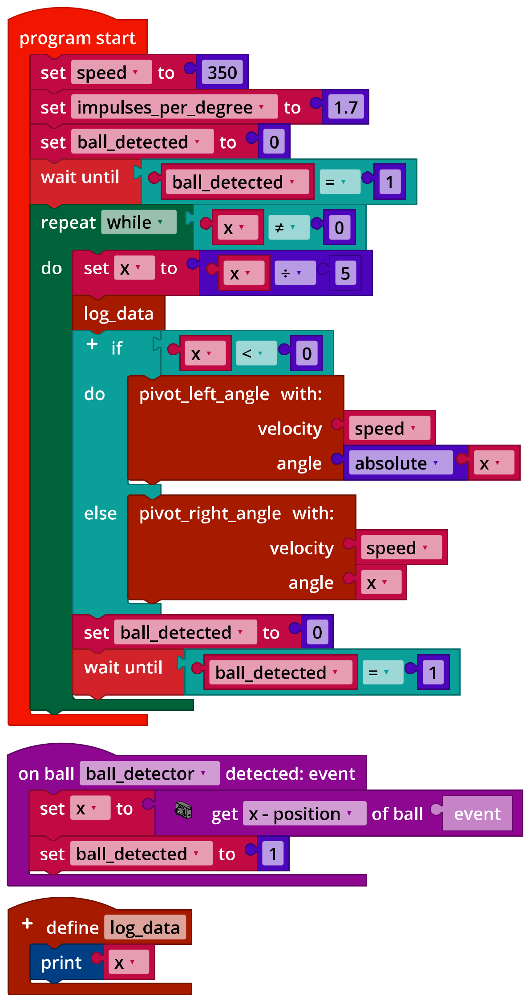 program start
set speed to 350
set impulses_per_degree to 1.7
set ball_detected to 0
wait until ball_detected = 1
repeat while x ≠ 0
do set x to x ÷ 5
log_data
+ if x < 0
do pivot_left_angle with:
velocity speed
angle absolute x
else pivot_right_angle with:
velocity speed
angle x
set ball_detected to 0
wait until ball_detected = 1
on ball ball_detector detected: event
set x to get x - position of ball event
set ball_detected to 1
+ define log_data
print x